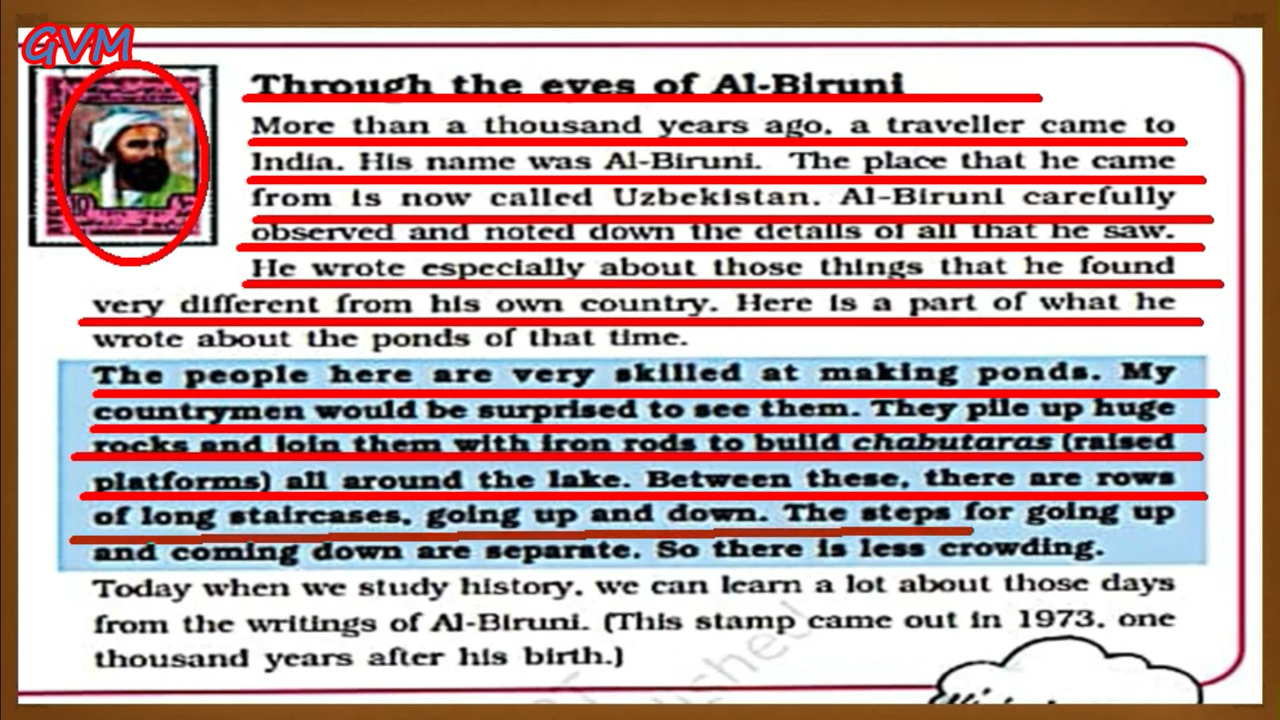 GVM
Through the eyes of Al-Biruni
More than a thousand years ago, a traveller came to
India. His name was Al-Biruni. The place that he came
from is now called Uzbekistan. Al-Biruni carefully
observed and noted down the details of all that he saw.
He wrote especially about those things that he found
very different from his own country. Here is a part of what he
wrote about the ponds of that time.
The people here are very skilled at making ponds. My
countrymen would be surprised to see them. They pile up huge
rocks and join them with iron rods to build chabutaras (raised
platforms) all around the lake. Between these, there are rows
of long staircases, going up and down. The steps for going up
and coming down are separate. So there is less crowding.
Today when we study history, we can learn a lot about those days
from the writings of Al-Biruni. (This stamp came out in 1973, one
thousand years after his birth.)